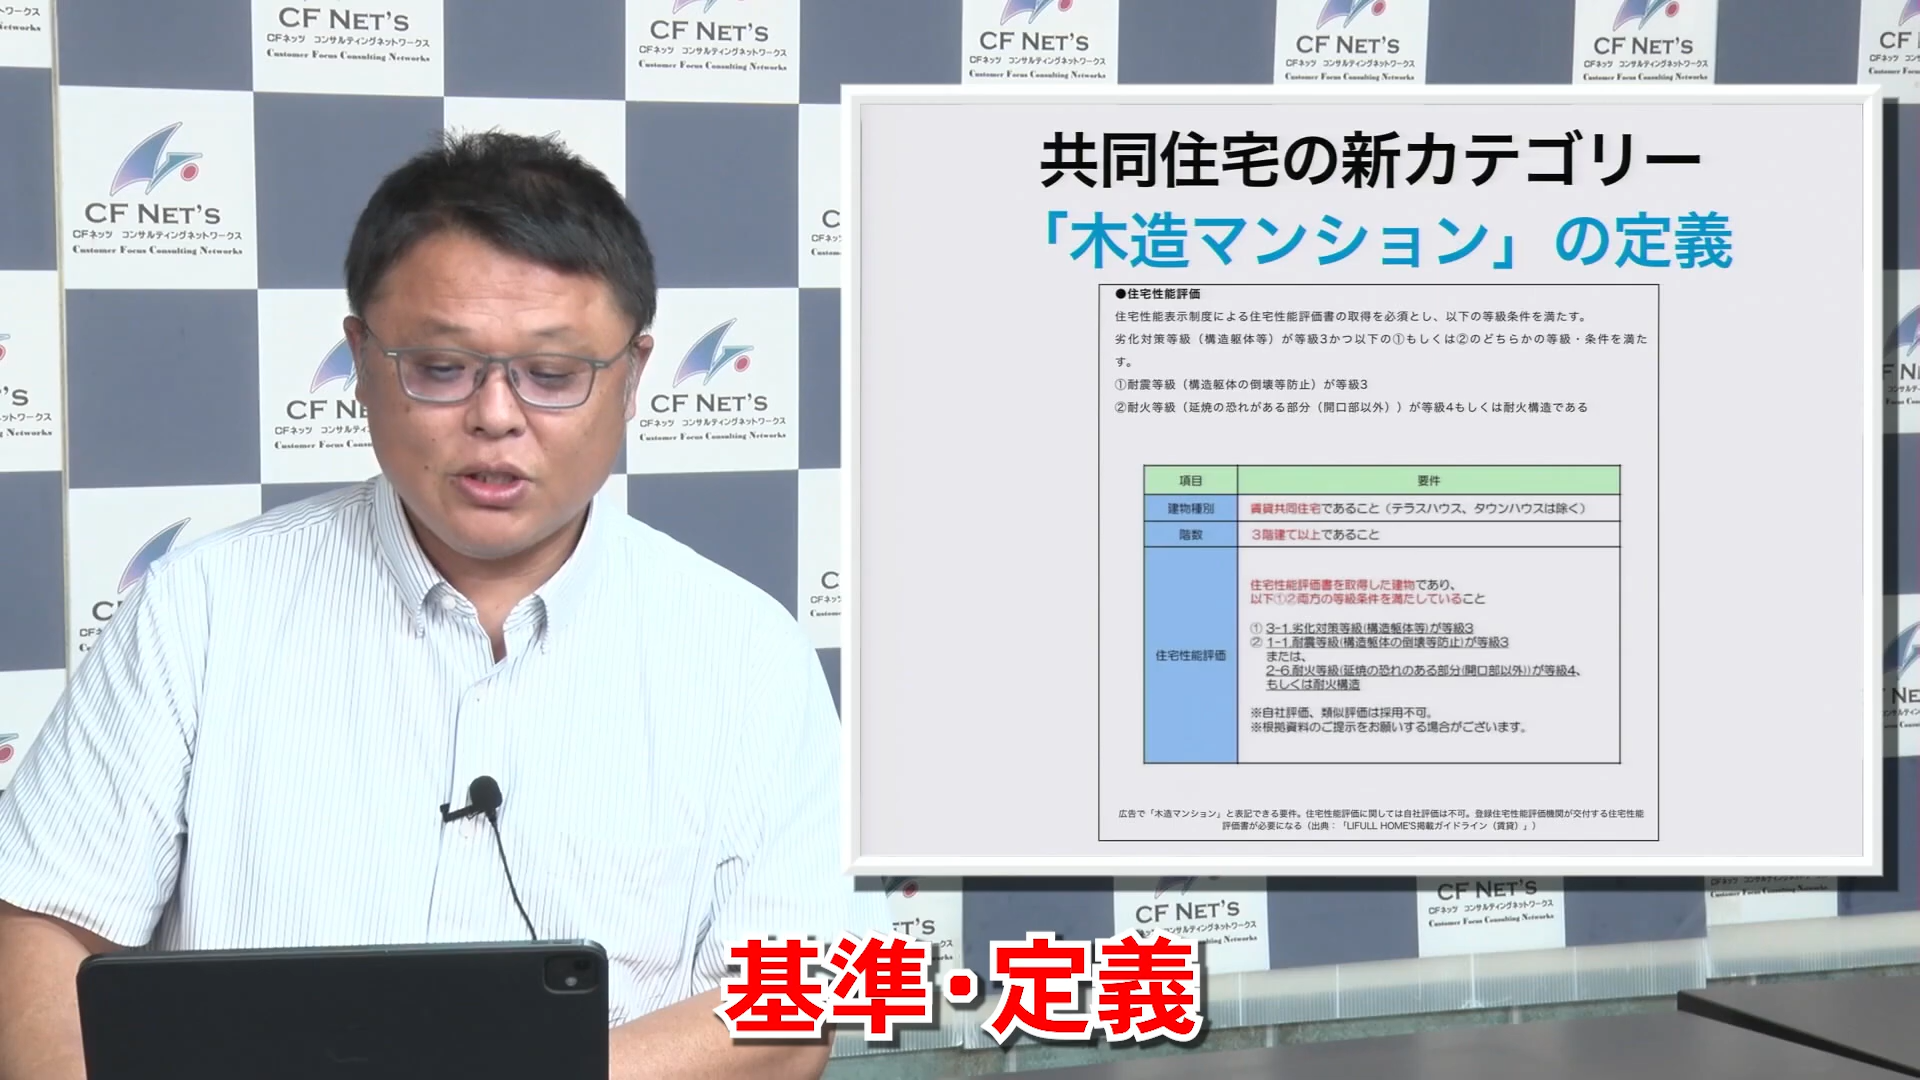 CF NET'S
CFネッツ コンサルティングネットワークス
Customer Focus Consulting Networks
共同住宅の新カテゴリー
「木造マンション」の定義
●住宅性能評価
住宅性能表示制度による住宅性能評価書の取得を必須とし、以下の等級条件を満たす。
劣化対策等級（構造躯体等）が等級3かつ以下の①もしくは②のどちらかの等級・条件を満た
す。
①耐震等級（構造躯体の倒壊等防止）が等級3
②耐火等級（延焼の恐れがある部分（開口部以外））が等級4もしくは耐火構造である
項目 要件
建物種別 賃貸共同住宅であること（テラスハウス、タウンハウスは除く）
階数 3階建て以上であること
住宅性能評価
住宅性能評価書を取得した建物であり、
以下①②両方の等級条件を満たしていること
① 3-1.劣化対策等級(構造躯体等)が等級3
② 1-1.耐震等級(構造躯体の倒壊等防止)が等級3
または、
2-6.耐火等級(延焼の恐れのある部分(開口部以外))が等級4、
もしくは耐火構造
※自社評価、類似評価は採用不可。
※根拠資料のご提示をお願いする場合がございます。
広告で「木造マンション」と表記できる要件。住宅性能評価に関しては自社評価は不可。登録住宅性能評価機関が交付する住宅性能
評価書が必要になる（出典：「LIFULL HOME'S掲載ガイドライン（賃貸）」）
基準・定義